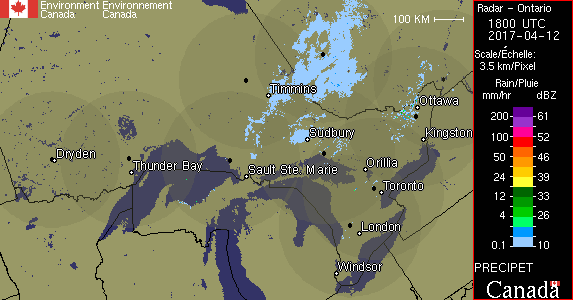 Environment Environnement
Canada Canada
100 KM
Timmins
Ottawa
Sudbury
Kingston
Dryden
Thunder Bay
Sault Ste. Marie
Orillia
Toronto
London
Windsor
Radar - Ontario
1800 UTC
2017-04-12
Scale/Échelle:
3.5 km/Pixel
Rain/Pluie
mm/hr dBZ
200 61
100 52
50 46
24 39
12 33
4 26
0.1 10
PRECIPET
Canada